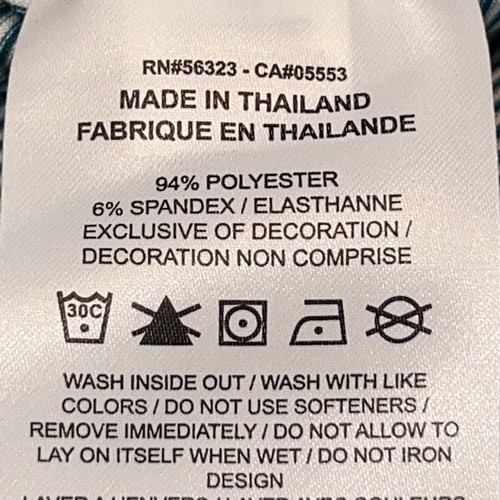 RN#56323 - CA#05553
MADE IN THAILAND
FABRIQUE EN THAILANDE
94% POLYESTER
6% SPANDEX / ELASTHANNE
EXCLUSIVE OF DECORATION /
DECORATION NON COMPRISE
30C
WASH INSIDE OUT / WASH WITH LIKE
COLORS / DO NOT USE SOFTENERS /
REMOVE IMMEDIATELY / DO NOT ALLOW TO
LAY ON ITSELF WHEN WET / DO NOT IRON
DESIGN